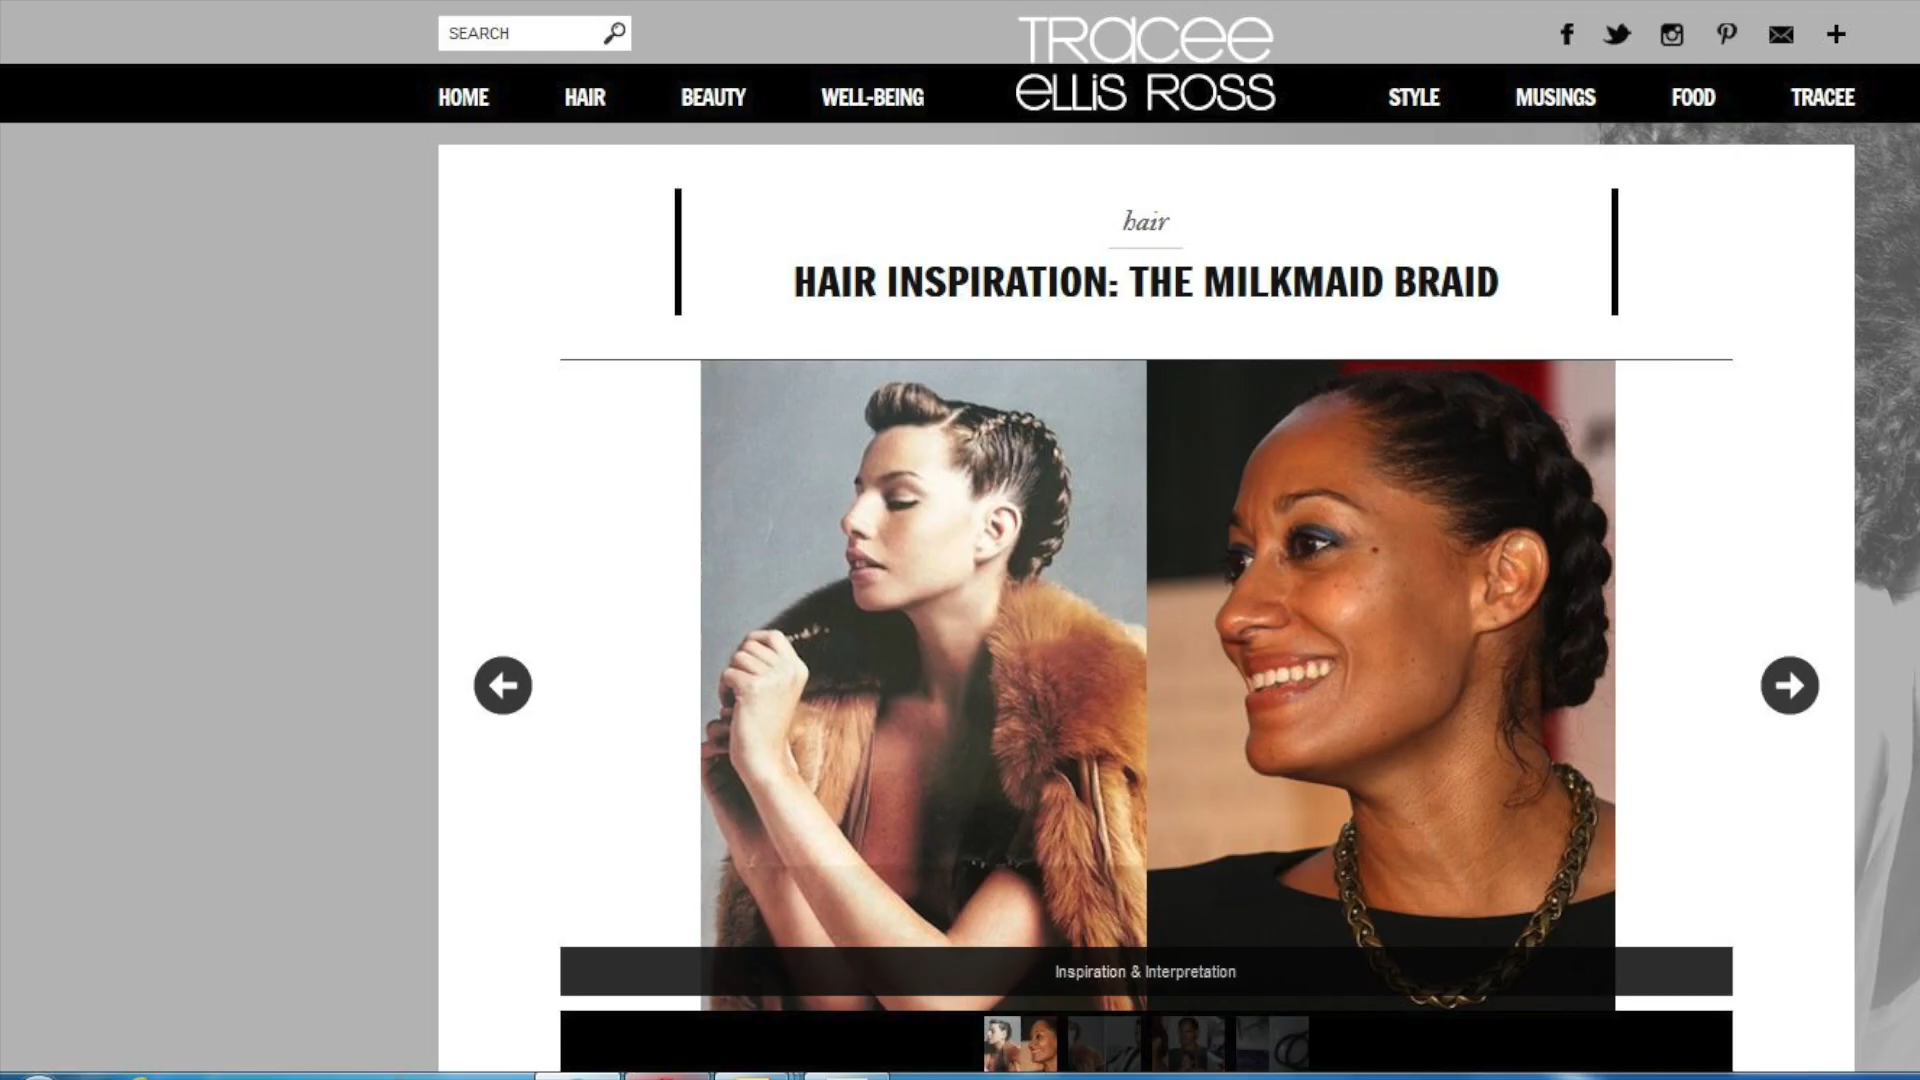 SEARCH
Tracee
ellis ross
HOME HAIR BEAUTY WELL-BEING STYLE MUSINGS FOOD TRACEE
hair
HAIR INSPIRATION: THE MILKMAID BRAID
Inspiration & Interpretation